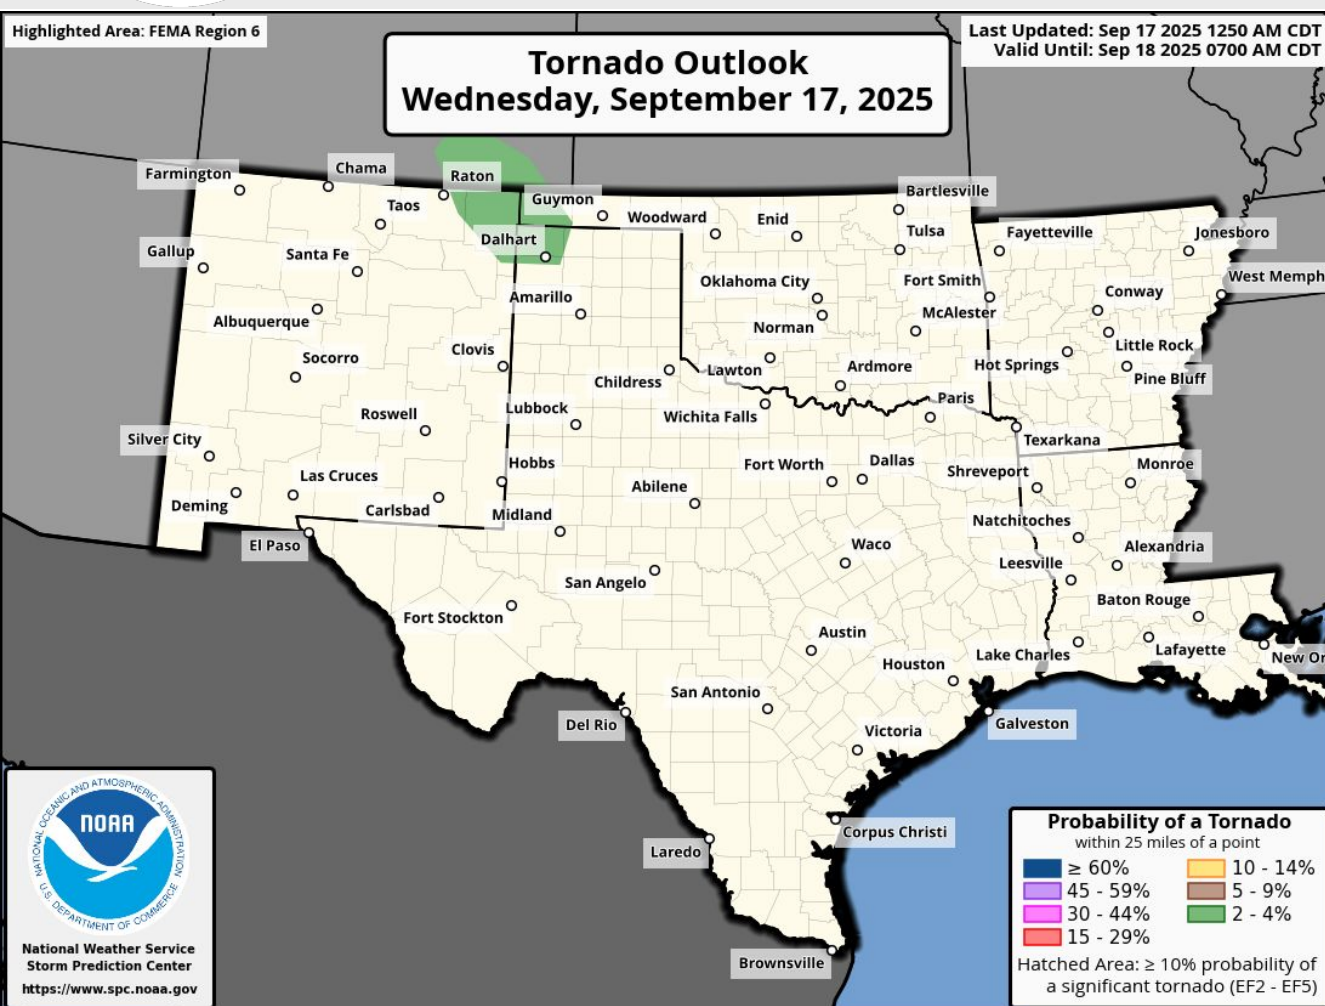 Highlighted Area: FEMA Region 6
Last Updated: Sep 17 2025 1250 AM CDT
Valid Until: Sep 18 2025 0700 AM CDT
Tornado Outlook
Wednesday, September 17, 2025
Farmington
Chama
Raton
Taos
Guymon
Woodward
Enid
Bartlesville
Tulsa
Fayetteville
Jonesboro
Gallup
Santa Fe
Dalhart
Oklahoma City
Fort Smith
West Memph
Amarillo
Conway
Albuquerque
Norman
McAlester
Little Rock
Socorro
Clovis
Childress
Lawton
Ardmore
Hot Springs
Pine Bluff
Roswell
Lubbock
Wichita Falls
Paris
Silver City
Texarkana
Las Cruces
Hobbs
Fort Worth
Dallas
Shreveport
Monroe
Deming
Carlsbad
Abilene
Midland
Natchitoches
El Paso
Waco
Alexandria
San Angelo
Leesville
Fort Stockton
Baton Rouge
Austin
Houston
Lake Charles
Lafayette
New Or
San Antonio
Del Rio
Galveston
Victoria
Corpus Christi
Laredo
Brownsville
NATIONAL OCEANIC AND ATMOSPHERIC ADMINISTRATION
NOAA
U.S. DEPARTMENT OF COMMERCE
National Weather Service
Storm Prediction Center
https://www.spc.noaa.gov
Probability of a Tornado
within 25 miles of a point
≥ 60% 10 - 14%
45 - 59% 5 - 9%
30 - 44% 2 - 4%
15 - 29%
Hatched Area: ≥ 10% probability of
a significant tornado (EF2 - EF5)